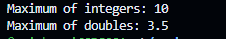 Maximum of integers: 10
Maximum of doubles: 3.5